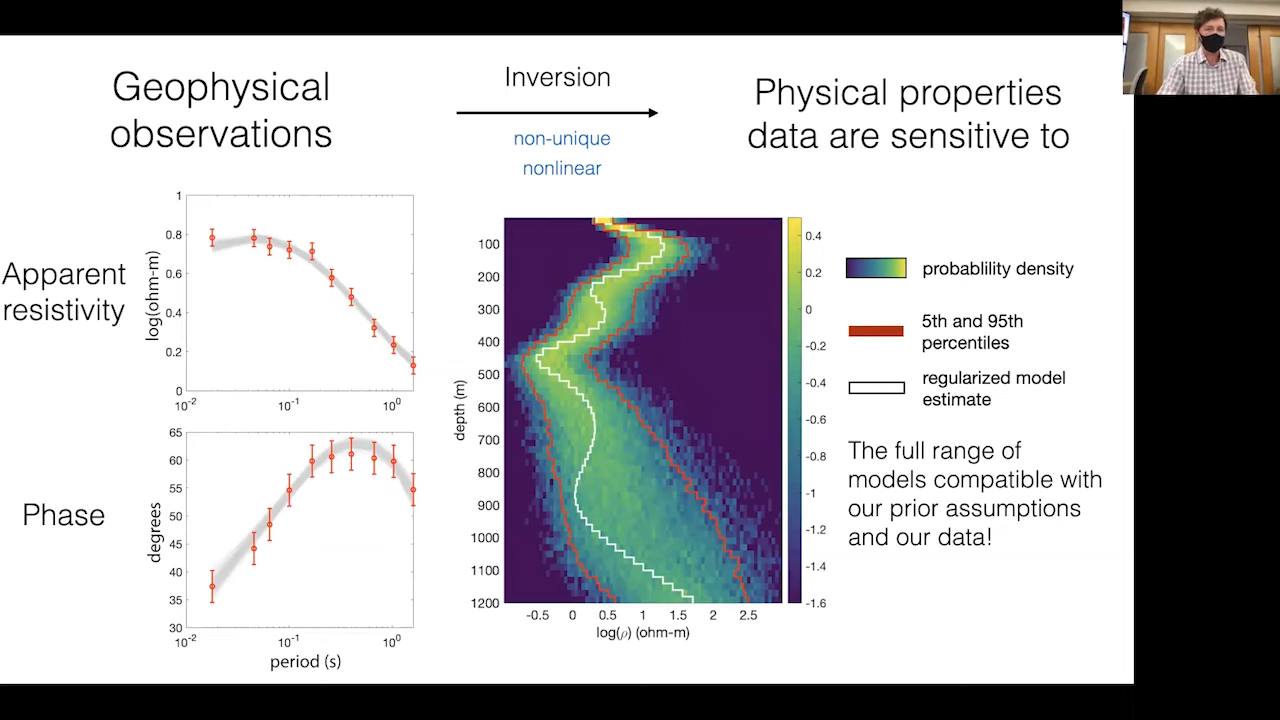 Geophysical
observations
Inversion
non-unique
nonlinear
Physical properties
data are sensitive to
Apparent
resistivity
log(ohm-m)
1
0.8
0.6
0.4
0.2
0
10-2
10-1
100
Phase
degrees
65
60
55
50
45
40
35
30
10-2
10-1
100
period (s)
depth (m)
100
200
300
400
500
600
700
800
900
1000
1100
1200
-0.5
0
0.5
1
1.5
2
2.5
log(ρ) (ohm-m)
0.4
0.2
0
-0.2
-0.4
-0.6
-0.8
-1
-1.2
-1.4
-1.6
probablility density
5th and 95th
percentiles
regularized model
estimate
The full range of
models compatible with
our prior assumptions
and our data!